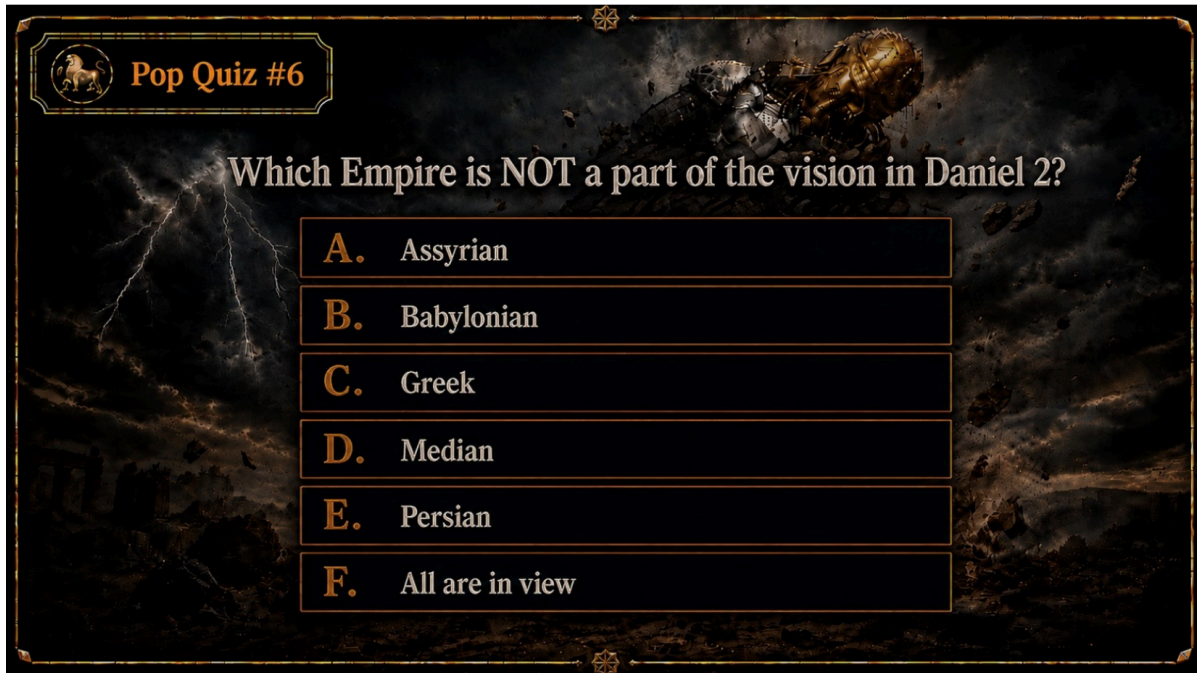 Pop Quiz #6
Which Empire is NOT a part of the vision in Daniel 2?
A. Assyrian
B. Babylonian
C. Greek
D. Median
E. Persian
F. All are in view